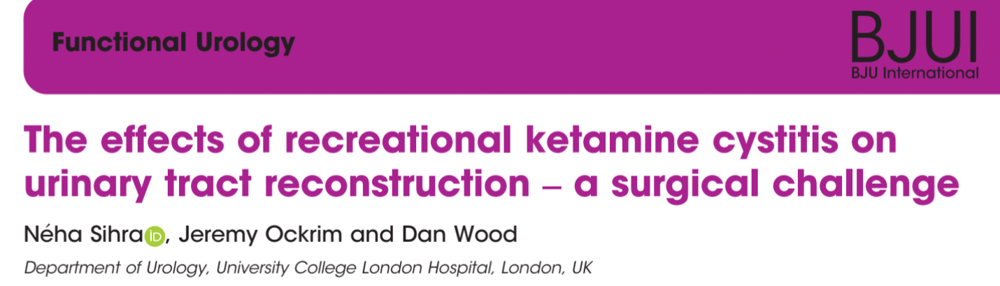 Functional Urology
BJUI
BJU International
The effects of recreational ketamine cystitis on
urinary tract reconstruction – a surgical challenge
Néha Sihra iD, Jeremy Ockrim and Dan Wood
Department of Urology, University College London Hospital, London, UK